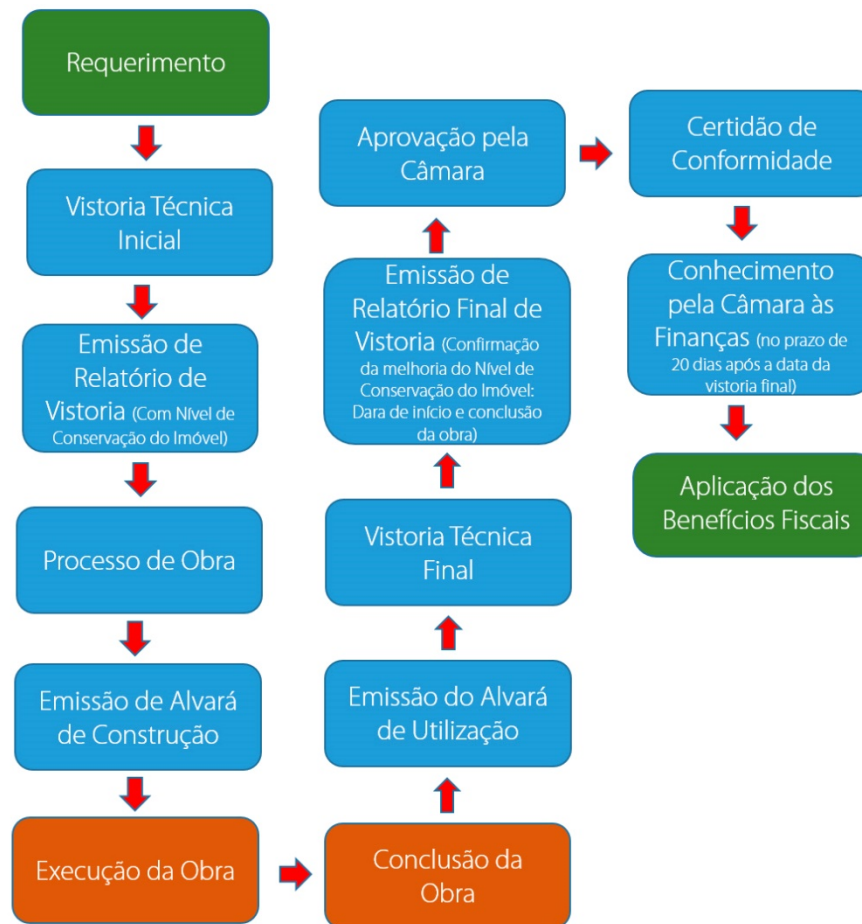 Requerimento
Vistoria Técnica
Inicial
Emissão de
Relatório de
Vistoria (Com Nível de
Conservação do Imóvel)
Processo de Obra
Emissão de Alvará
de Construção
Execução da Obra
Conclusão da
Obra
Emissão do Alvará
de Utilização
Vistoria Técnica
Final
Emissão de
Relatório Final de
Vistoria (Confirmação
da melhoria do Nível de
Conservação do Imóvel:
Dara de início e conclusão
da obra)
Aprovação pela
Câmara
Certidão de
Conformidade
Conhecimento
pela Câmara às
Finanças (no prazo de
20 dias após a data da
vistoria final)
Aplicação dos
Benefícios Fiscais